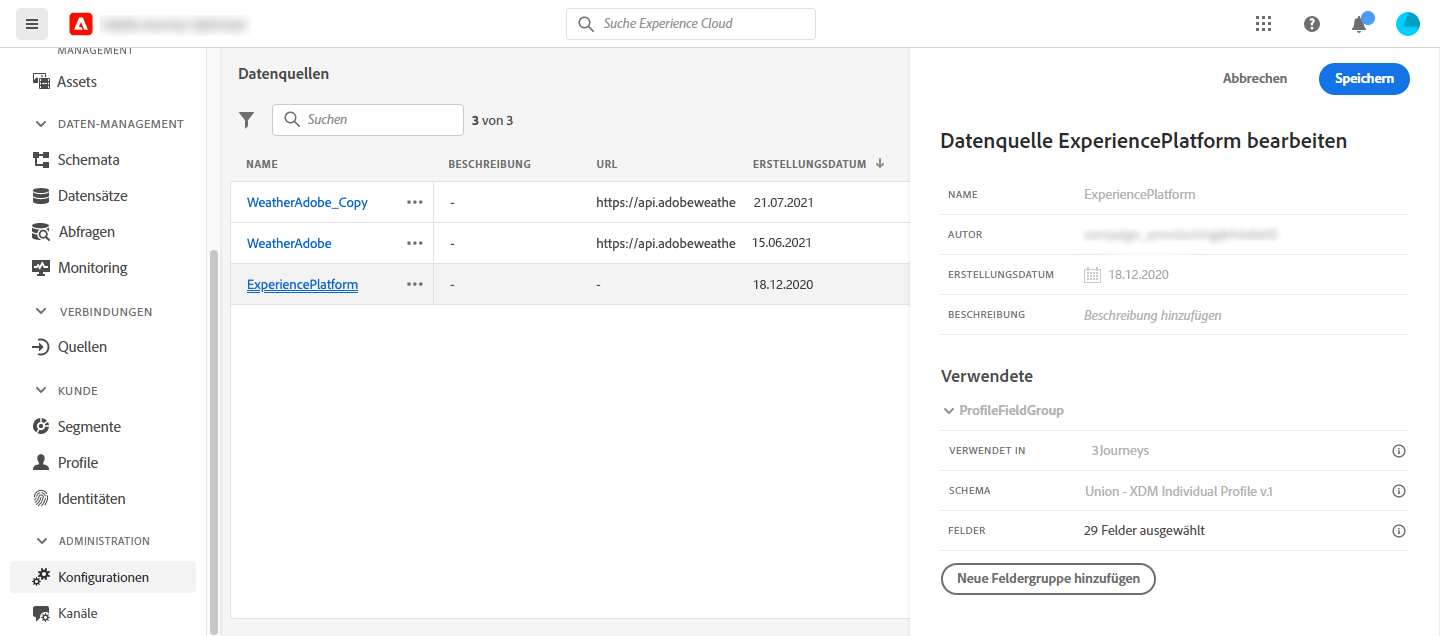 Suche Experience Cloud
MANAGEMENT
Assets
DATEN-MANAGEMENT
Schemata
Datensätze
Abfragen
Monitoring
VERBINDUNGEN
Quellen
KUNDE
Segmente
Profile
Identitäten
ADMINISTRATION
Konfigurationen
Kanäle
Datenquellen
Suchen
3 von 3
NAME BESCHREIBUNG URL ERSTELLUNGSDATUM
WeatherAdobe_Copy - https://api.adobeweathe 21.07.2021
WeatherAdobe - https://api.adobeweathe 15.06.2021
ExperiencePlatform - - 18.12.2020
Abbrechen
Speichern
Datenquelle ExperiencePlatform bearbeiten
NAME ExperiencePlatform
AUTOR
ERSTELLUNGSDATUM 18.12.2020
BESCHREIBUNG Beschreibung hinzufügen
Verwendete
ProfileFieldGroup
VERWENDET IN 3Journeys
SCHEMA Union - XDM Individual Profile v.1
FELDER 29 Felder ausgewählt
Neue Feldergruppe hinzufügen